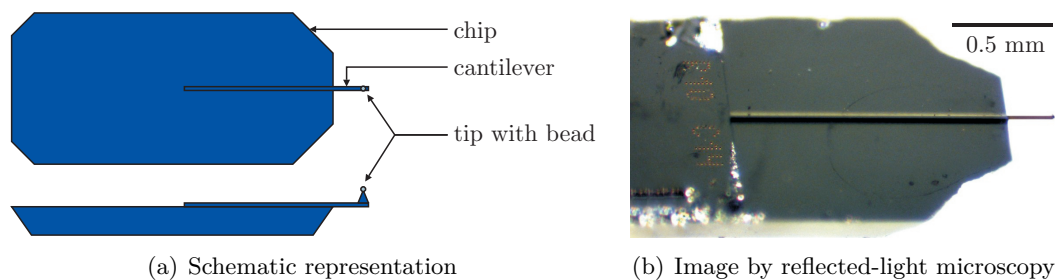 chip
cantilever
tip with bead
0.5 mm
(a) Schematic representation
(b) Image by reflected-light microscopy